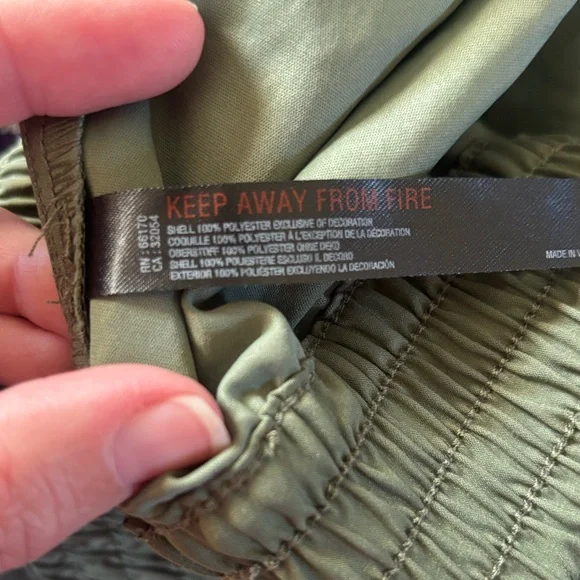 KEEP AWAY FROM FIRE
RN : 66170
CA : 32054
SHELL 100% POLYESTER EXCLUSIVE OF DECORATION
COQUILLE 100% POLYESTER À L'EXCEPTION DE LA DÉCORATION
OBERSTOFF 100% POLYESTER OHNE DEKO
SHELL 100% POLIESTERE ESCLUSO IL DECORO
EXTERIOR 100% POLIÉSTER EXCLUYENDO LA DECORACIÓN
MADE IN V